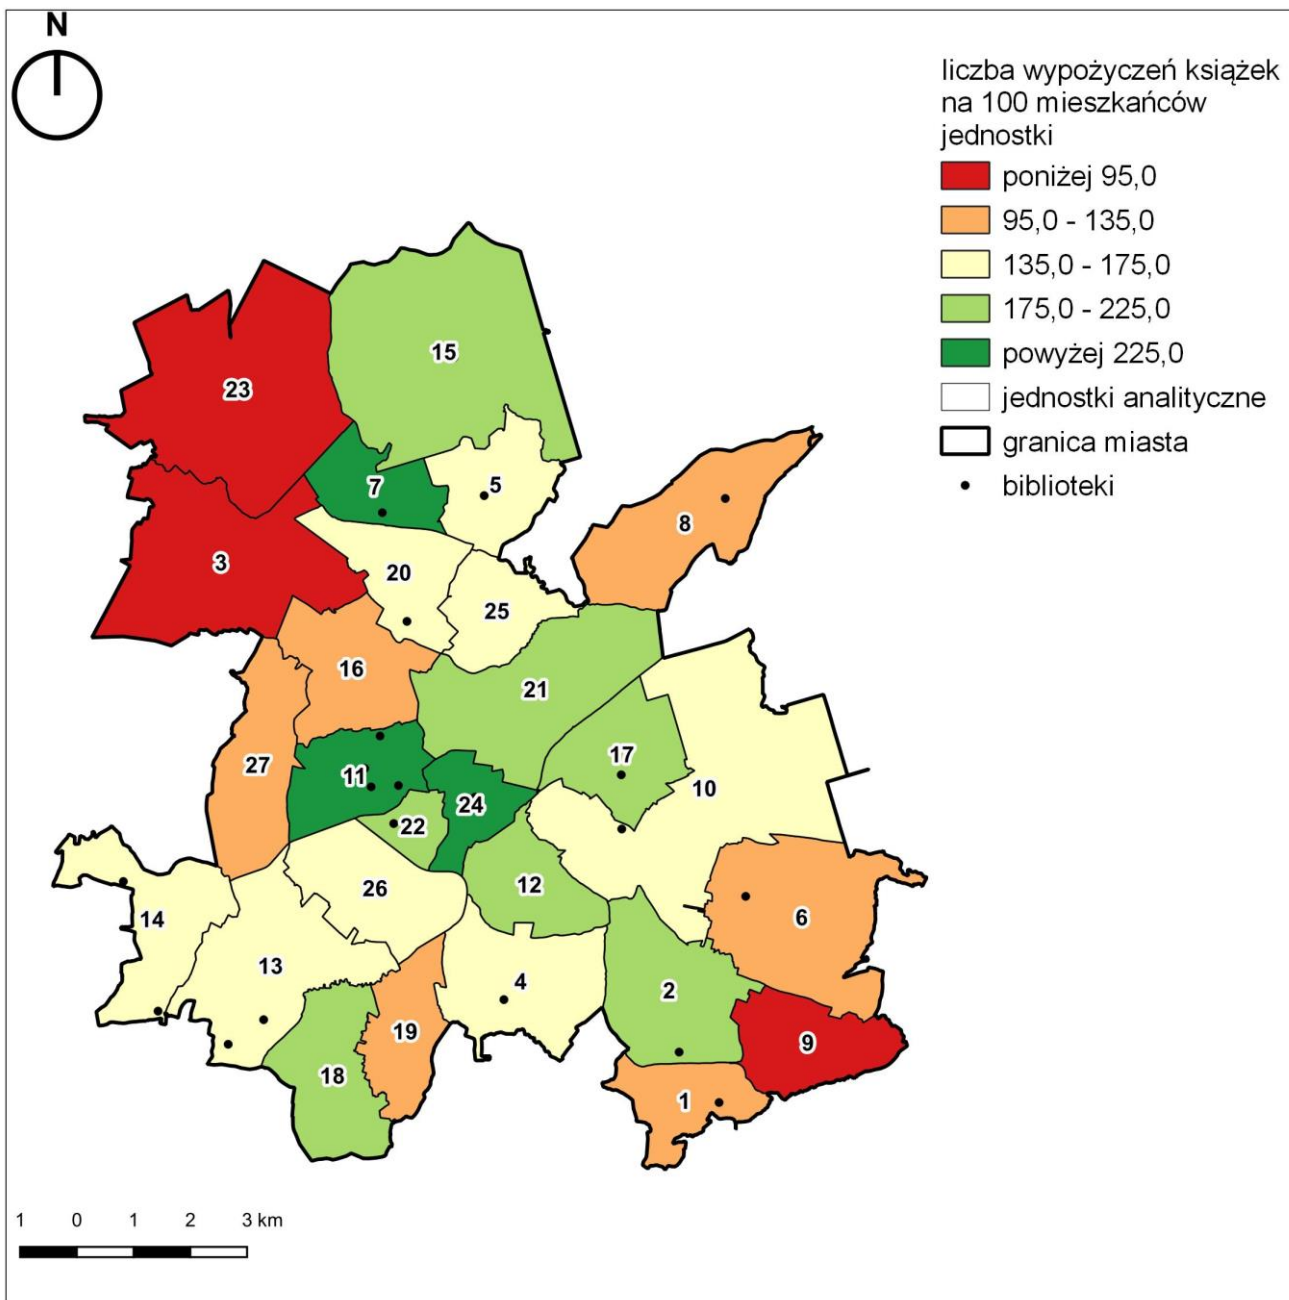 N
liczba wypożyczeń książek
na 100 mieszkańców
jednostki
poniżej 95,0
95,0 - 135,0
135,0 - 175,0
175,0 - 225,0
powyżej 225,0
jednostki analityczne
granica miasta
biblioteki
15
23
7
5
8
3
20
25
16
21
17
27
11
10
24
22
12
26
14
6
13
4
2
19
9
18
1
1 0 1 2 3 km